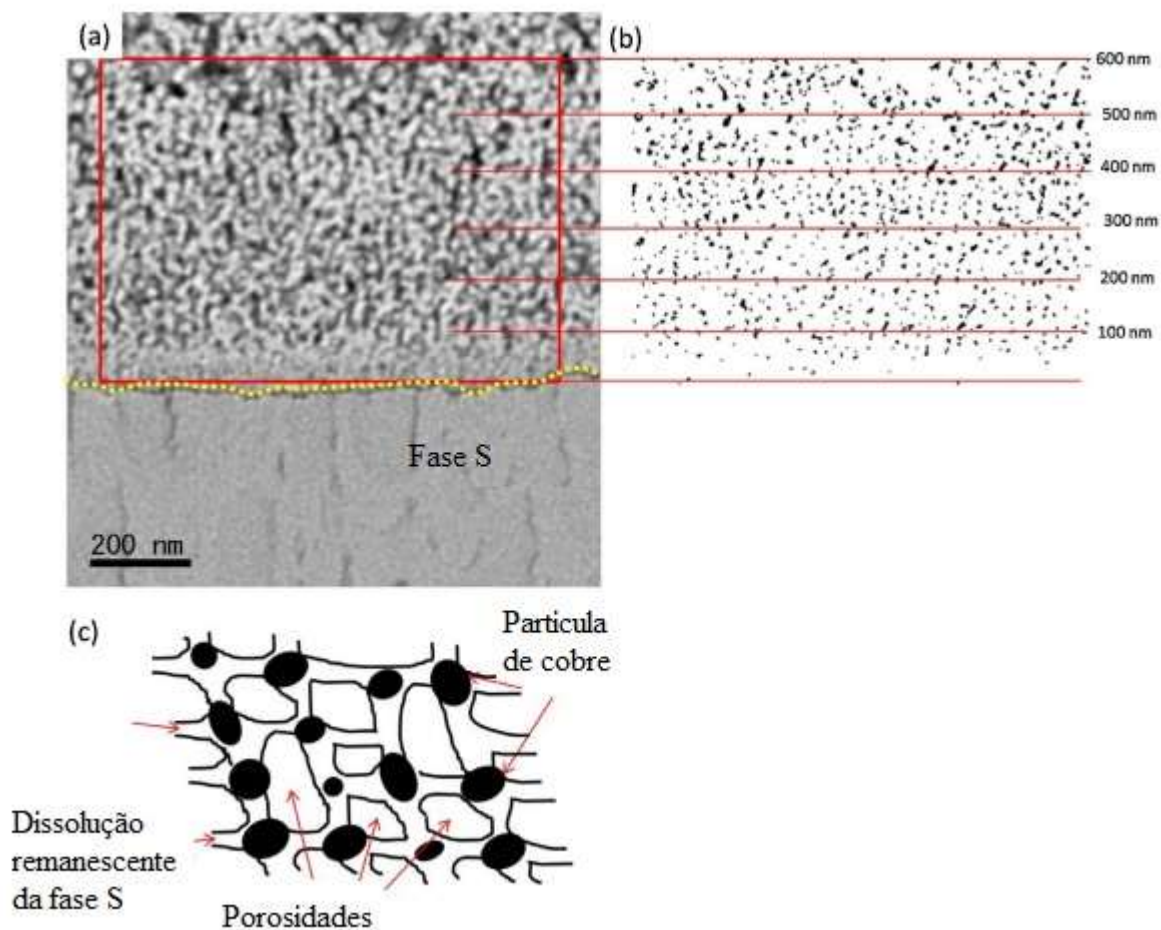 (a)
(b)
600 nm
500 nm
400 nm
300 nm
200 nm
100 nm
Fase S
200 nm
(c)
Particula
de cobre
Dissolução
remanescente
da fase S
Porosidades